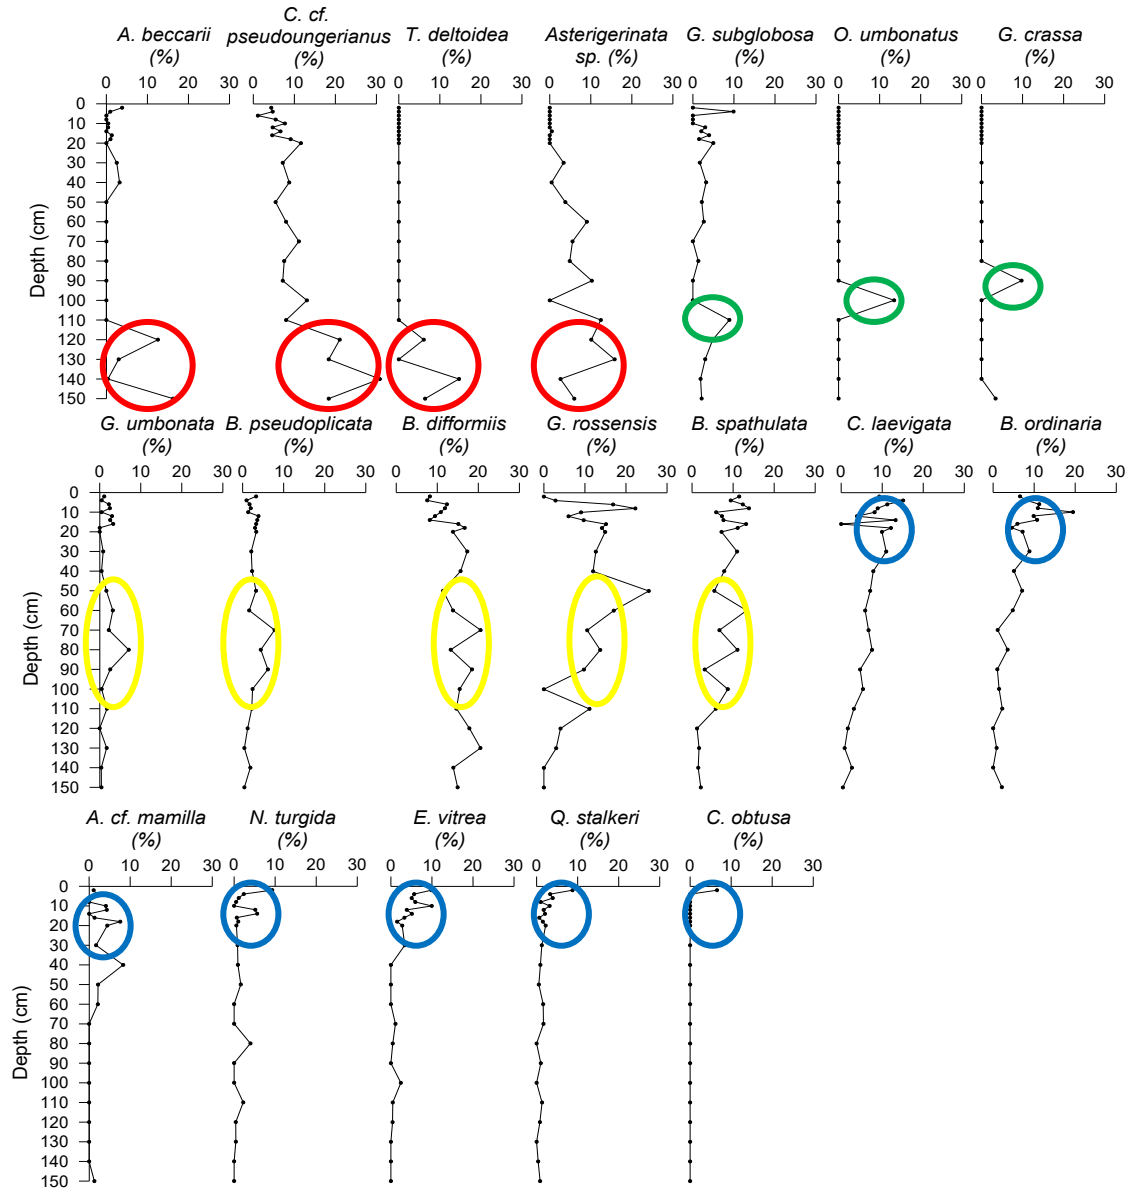 A. beccarii
(%)
C. cf.
pseudoungerianus
(%)
T. deltoidea
(%)
Asterigerinata
sp. (%)
G. subglobosa
(%)
O. umbonatus
(%)
G. crassa
(%)
0 10 20 30 0 10 20 30 0 10 20 30 0 10 20 30 0 10 20 30 0 10 20 30 0 10 20 30
Depth (cm)
0
10
20
30
40
50
60
70
80
90
100
110
120
130
140
150
G. umbonata
(%)
B. pseudoplicata
(%)
B. difformiis
(%)
G. rossensis
(%)
B. spathulata
(%)
C. laevigata
(%)
B. ordinaria
(%)
0 10 20 30 0 10 20 30 0 10 20 30 0 10 20 30 0 10 20 30 0 10 20 30 0 10 20 30
Depth (cm)
0
10
20
30
40
50
60
70
80
90
100
110
120
130
140
150
A. cf. mamilla
(%)
N. turgida
(%)
E. vitrea
(%)
Q. stalkeri
(%)
C. obtusa
(%)
0 10 20 30 0 10 20 30 0 10 20 30 0 10 20 30 0 10 20 30
Depth (cm)
0
10
20
30
40
50
60
70
80
90
100
110
120
130
140
150